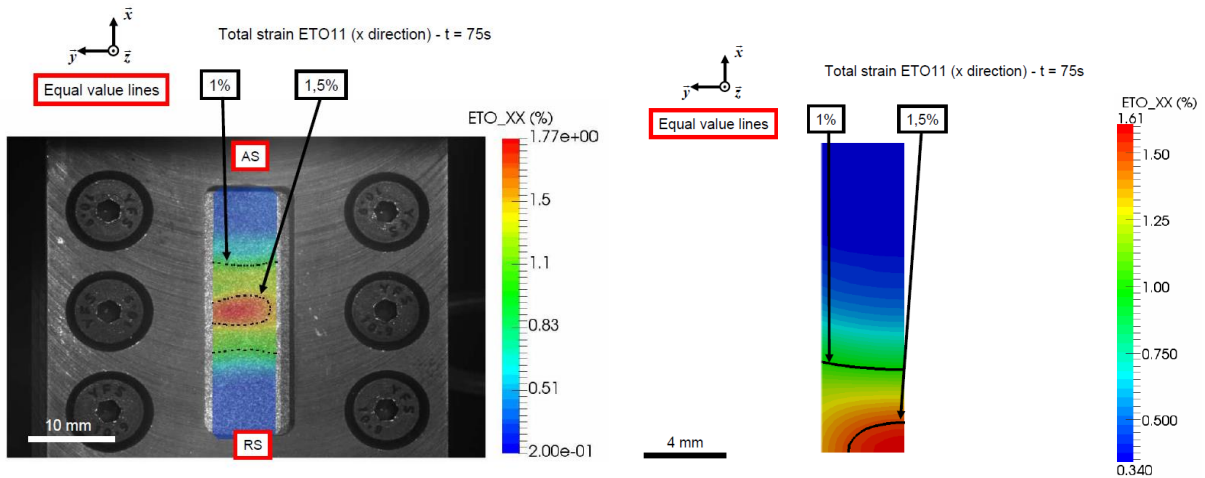 x
y z
Total strain ETO11 (x direction) - t = 75s
Equal value lines
1%
1,5%
ETO_XX (%)
1.77e+00
1.5
1.1
0.83
0.51
2.00e-01
AS
RS
10 mm
x
y z
Total strain ETO11 (x direction) - t = 75s
Equal value lines
1%
1,5%
ETO_XX (%)
1.61
1.50
1.25
1.00
0.750
0.500
0.340
4 mm